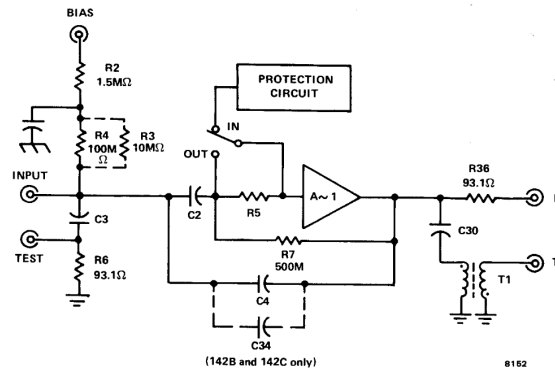 BIAS
R2
1.5MΩ
PROTECTION
CIRCUIT
R4
100M
Ω
R3
10MΩ
IN
OUT
INPUT
C3
C2
R5
A~1
R36
93.1Ω
TEST
R6
93.1Ω
R7
500M
C30
T1
C4
C34
(142B and 142C only)
8152